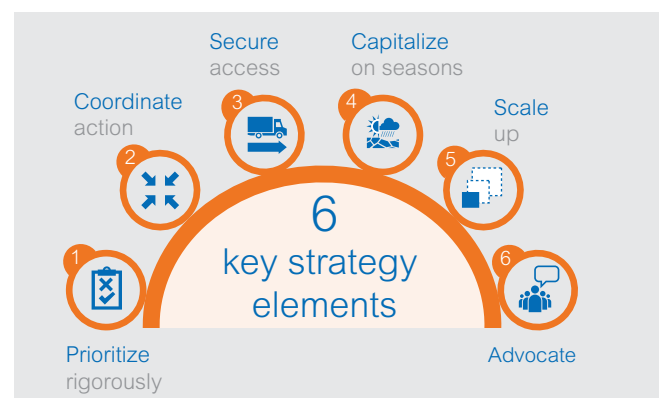 1
Prioritize
rigorously
2
Coordinate
action
3
Secure
access
4
Capitalize
on seasons
5
Scale
up
6
Advocate
6
key strategy
elements